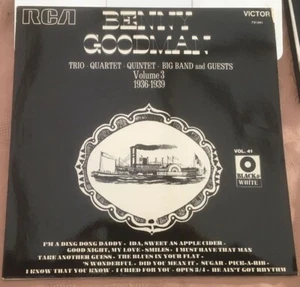 RCA VICTOR
BENNY
GOODMAN
TRIO - QUARTET - QUINTET - BIG BAND and GUESTS
Volume 3
1936-1939
VOL. 41
BLACK &
WHITE
I'M A DING DONG DADDY - IDA, SWEET AS APPLE CIDER -
GOOD NIGHT, MY LOVE - SMILES - I MUST HAVE THAT MAN
TAKE ANOTHER GUESS - THE BLUES IN YOUR FLAT -
'S WONDERFUL - DID YOU MEAN IT - SUGAR - PICK-A-RIB -
I KNOW THAT YOU KNOW - I CRIED FOR YOU - OPUS 3/4 - HE AIN'T GOT RHYTHM